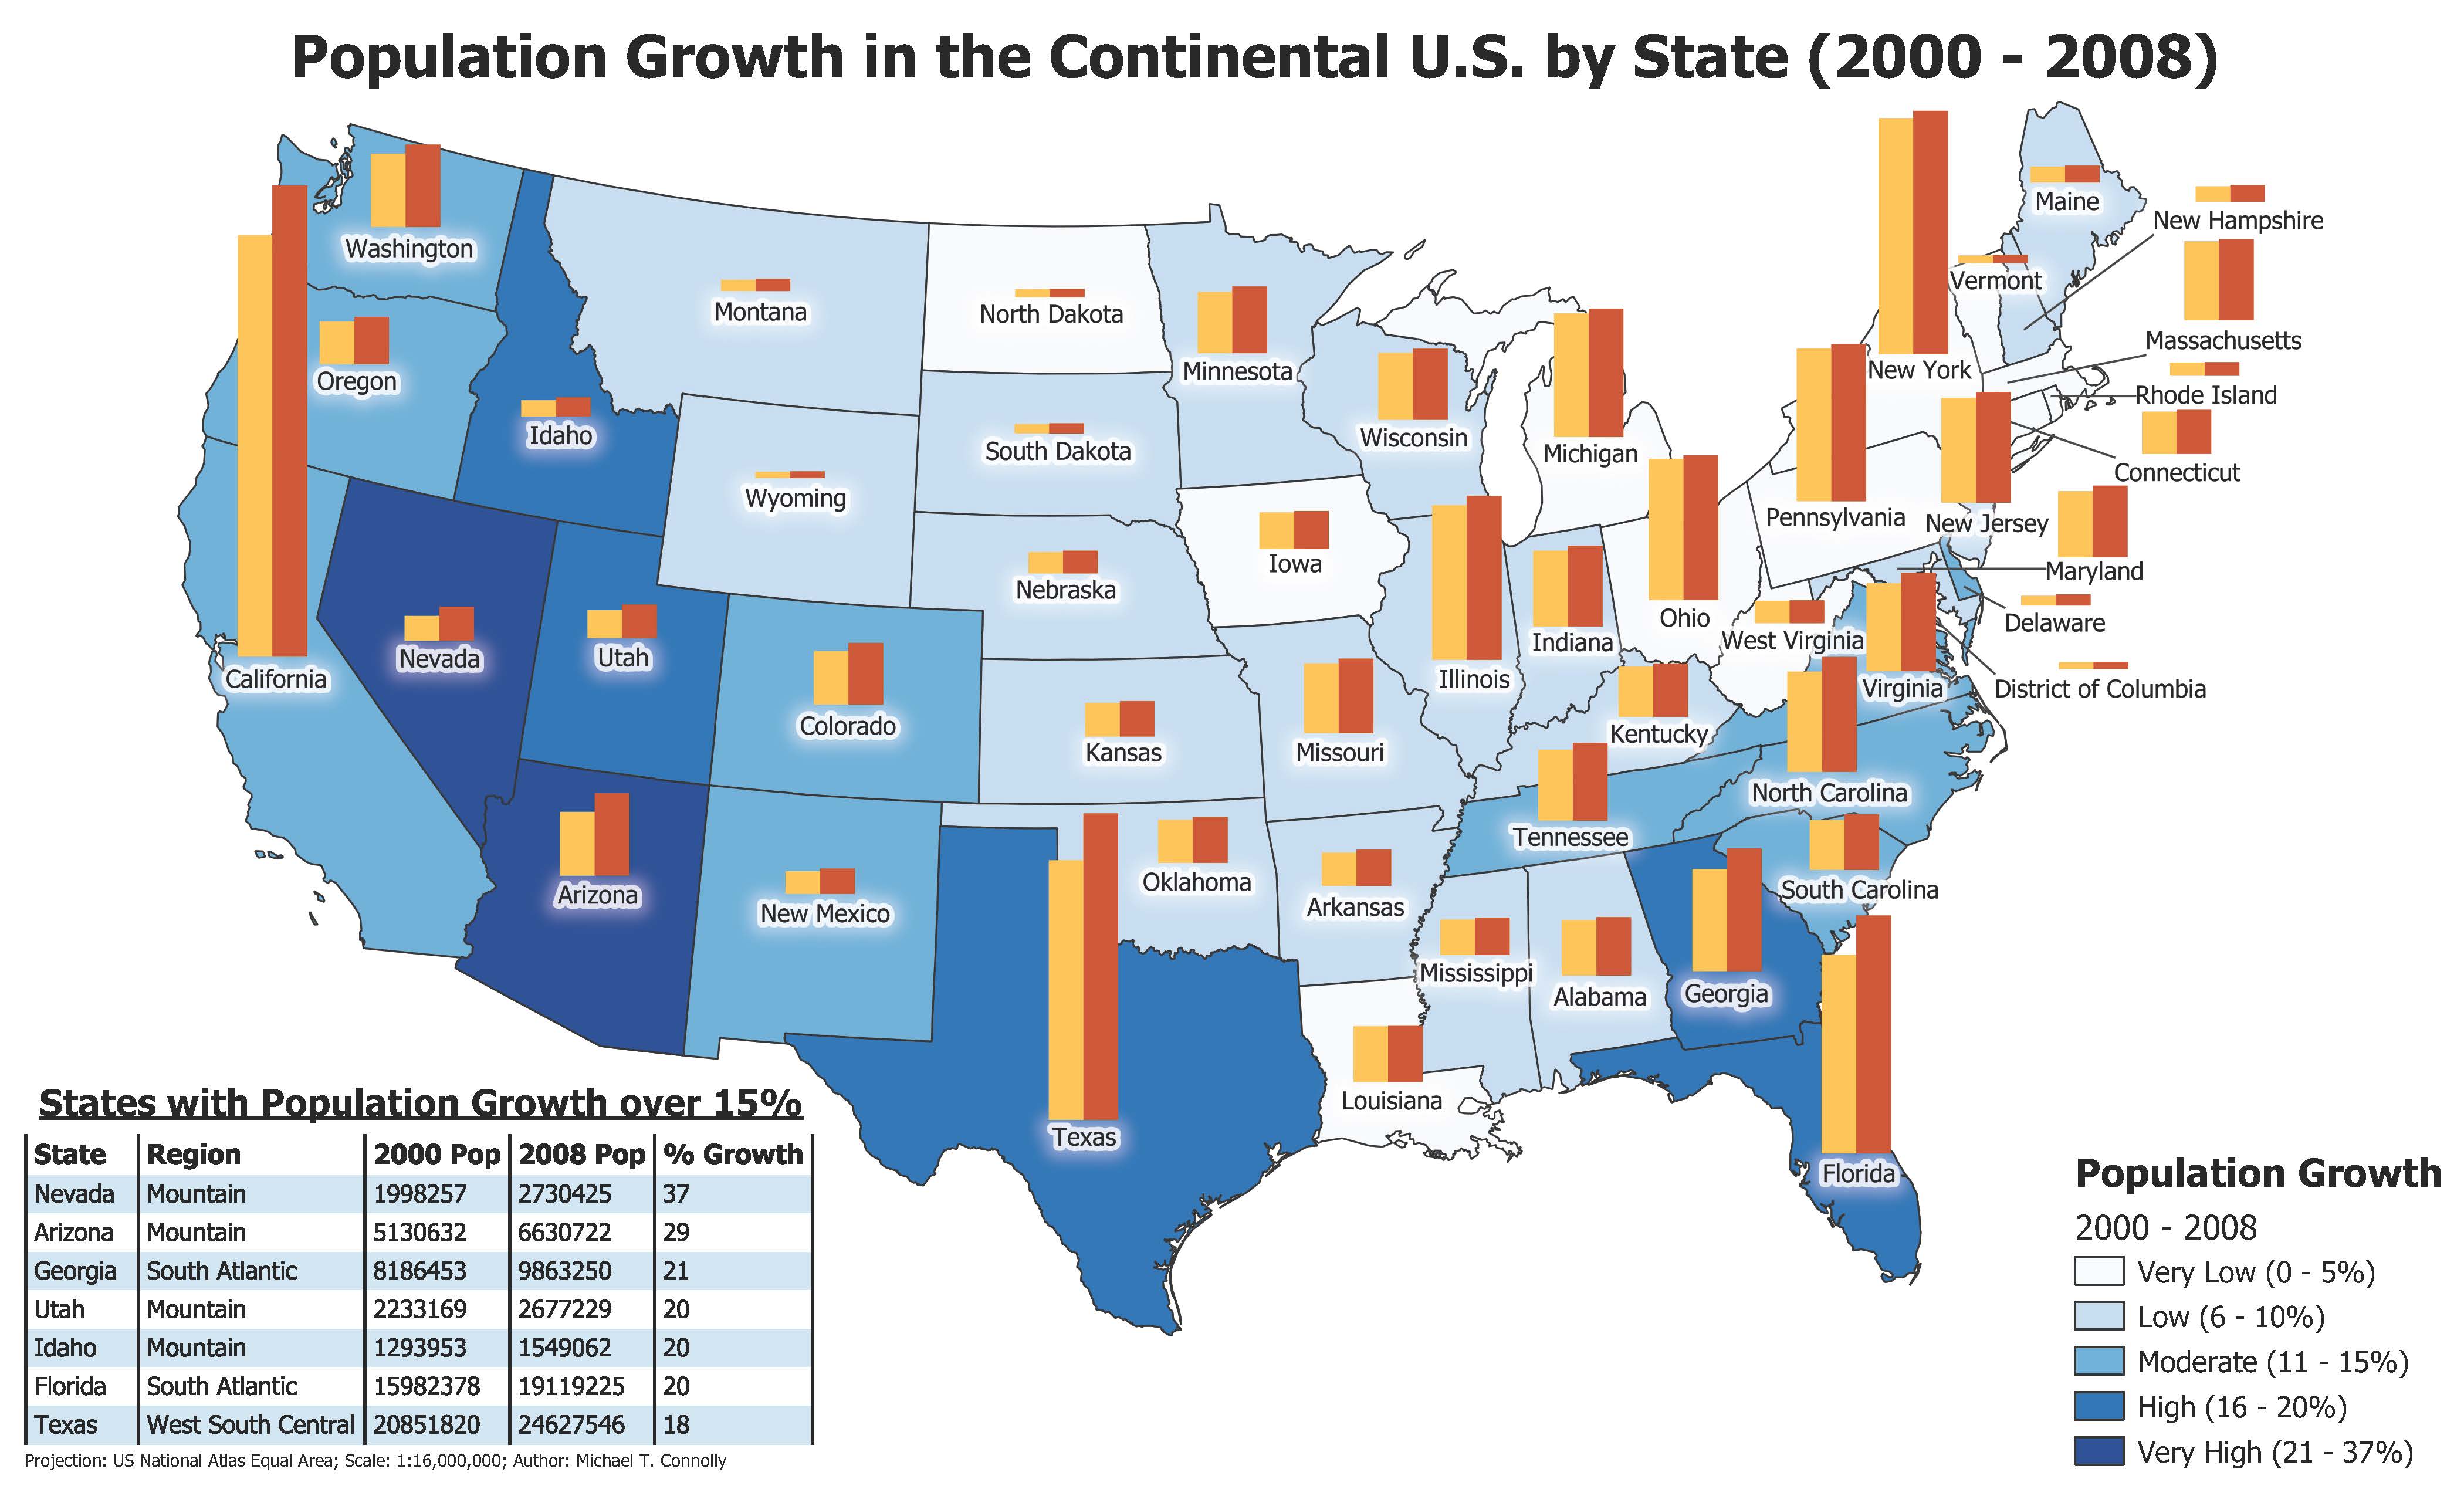 Population Growth in the Continental U.S. by State (2000 - 2008)
Washington
Maine
New Hampshire
Vermont
Montana
North Dakota
Massachusetts
Minnesota
New York
Oregon
Rhode Island
Idaho
Wisconsin
South Dakota
Michigan
Connecticut
Wyoming
Pennsylvania
New Jersey
Iowa
Maryland
Nebraska
Ohio
Delaware
Indiana
West Virginia
Nevada
Utah
California
Illinois
Virginia
District of Columbia
Colorado
Kansas
Missouri
Kentucky
North Carolina
Tennessee
Oklahoma
South Carolina
Arizona
Arkansas
New Mexico
Mississippi
Alabama
Georgia
Louisiana
Texas
Florida
States with Population Growth over 15%
State Region 2000 Pop 2008 Pop % Growth
Nevada Mountain 1998257 2730425 37
Arizona Mountain 5130632 6630722 29
Georgia South Atlantic 8186453 9863250 21
Utah Mountain 2233169 2677229 20
Idaho Mountain 1293953 1549062 20
Florida South Atlantic 15982378 19119225 20
Texas West South Central 20851820 24627546 18
Projection: US National Atlas Equal Area; Scale: 1:16,000,000; Author: Michael T. Connolly
Population Growth
2000 - 2008
Very Low (0 - 5%)
Low (6 - 10%)
Moderate (11 - 15%)
High (16 - 20%)
Very High (21 - 37%)